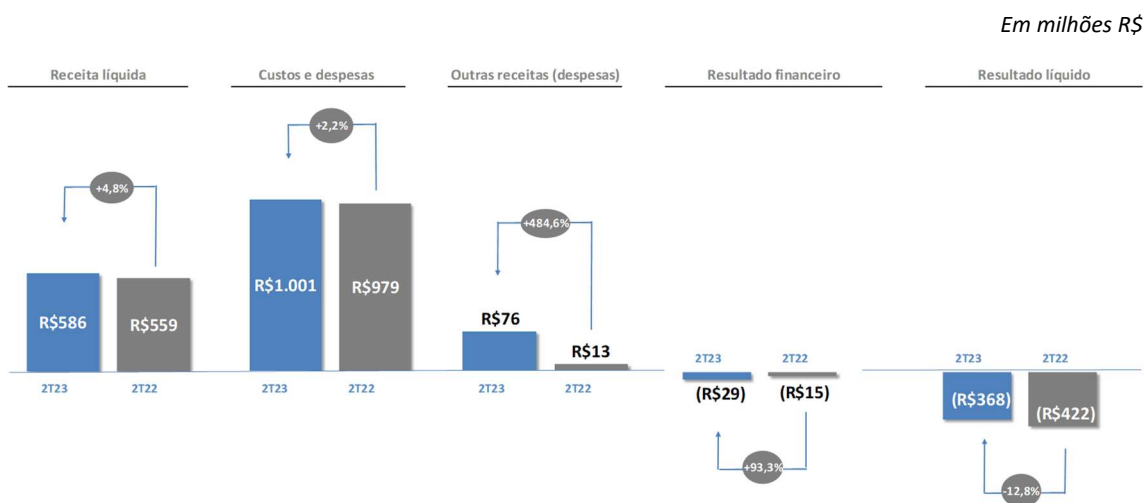 Em milhões R$
Receita líquida
Custos e despesas
Outras receitas (despesas)
Resultado financeiro
Resultado líquido
+4,8%
R$586
R$559
2T23
2T22
+2,2%
R$1.001
R$979
2T23
2T22
+484,6%
R$76
R$13
2T23
2T22
2T23
2T22
(R$29)
(R$15)
+93,3%
2T23
2T22
(R$368)
(R$422)
-12,8%